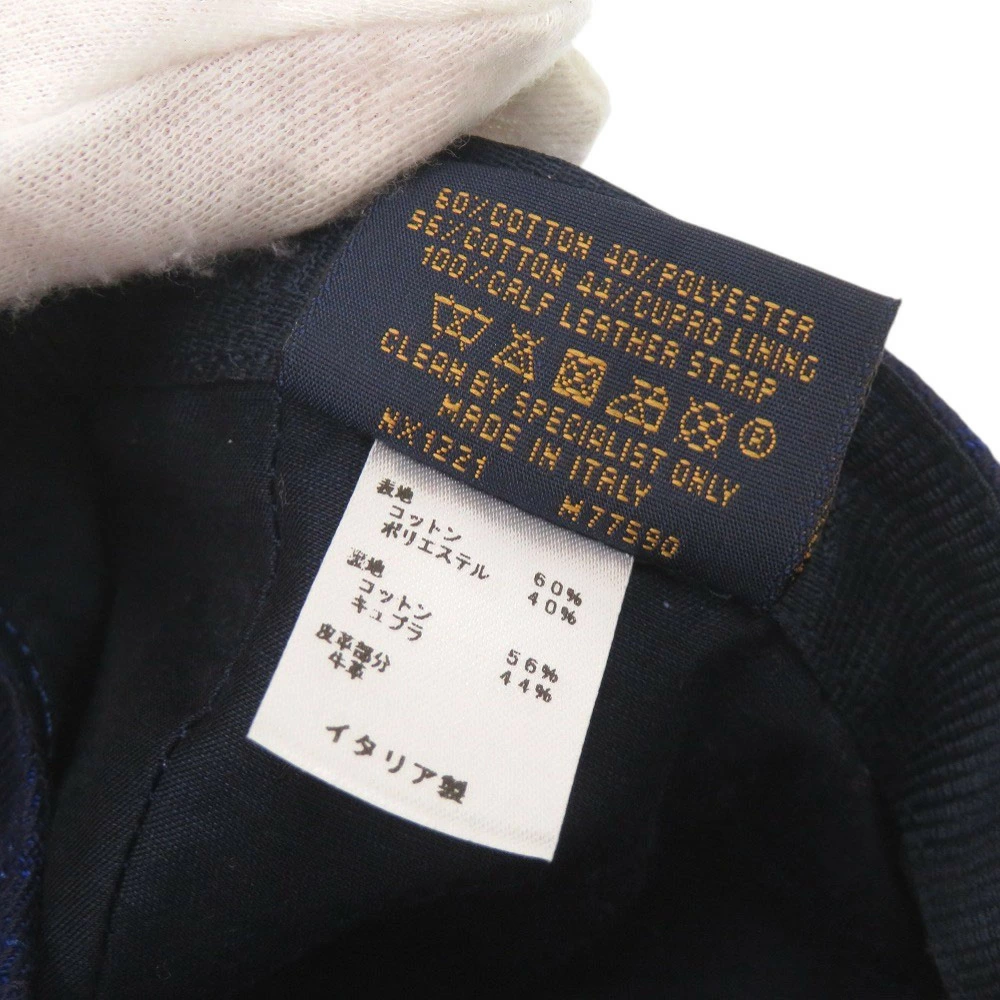 60%COTTON 40%POLYESTER
56%COTTON 44%CUPRO LINING
100%CALF LEATHER STRAP
CLEAN BY SPECIALIST ONLY
MADE IN ITALY
NX1221 M77590
表地
コットン 60%
ポリエステル 40%
裏地
コットン 56%
キュプラ 44%
皮革部分
牛革
イタリア製